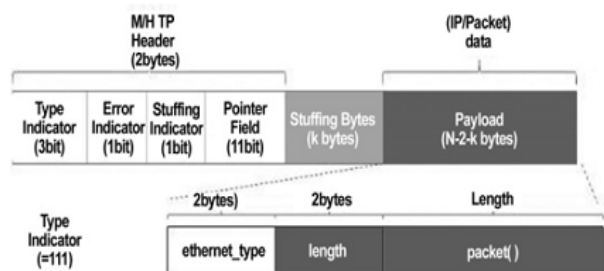 M/H TP
Header
(2bytes)
(IP/Packet)
data
Type
Indicator
(3bit)
Error
Indicator
(1bit)
Stuffing
Indicator
(1bit)
Pointer
Field
(11bit)
Stuffing Bytes
(k bytes)
Payload
(N-2-k bytes)
2bytes)
2bytes
Length
Type
Indicator
(=111)
ethernet_type
length
packet( )